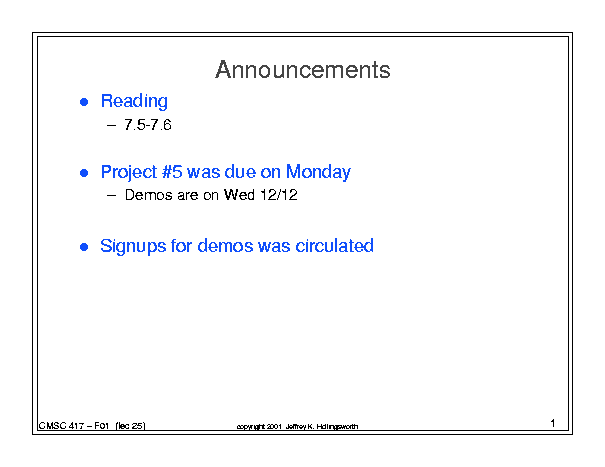 Announcements
● Reading
– 7.5-7.6
● Project #5 was due on Monday
– Demos are on Wed 12/12
● Signups for demos was circulated
CMSC 417 – F01 (lec 25)
copyright 2001 Jeffrey K. Hollingsworth
1